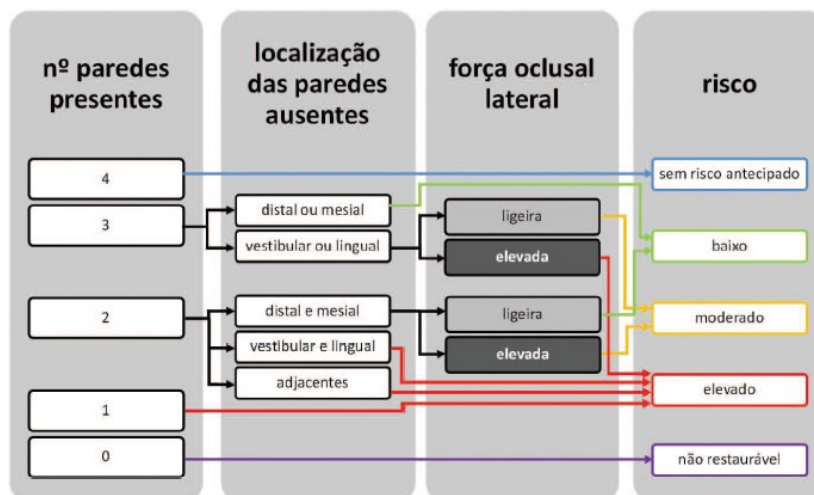 nº paredes
presentes
localização
das paredes
ausentes
força oclusal
lateral
risco
4
3
2
1
0
distal ou mesial
vestibular ou lingual
distal e mesial
vestibular e lingual
adjacentes
ligeira
elevada
ligeira
elevada
sem risco antecipado
baixo
moderado
elevado
não restaurável